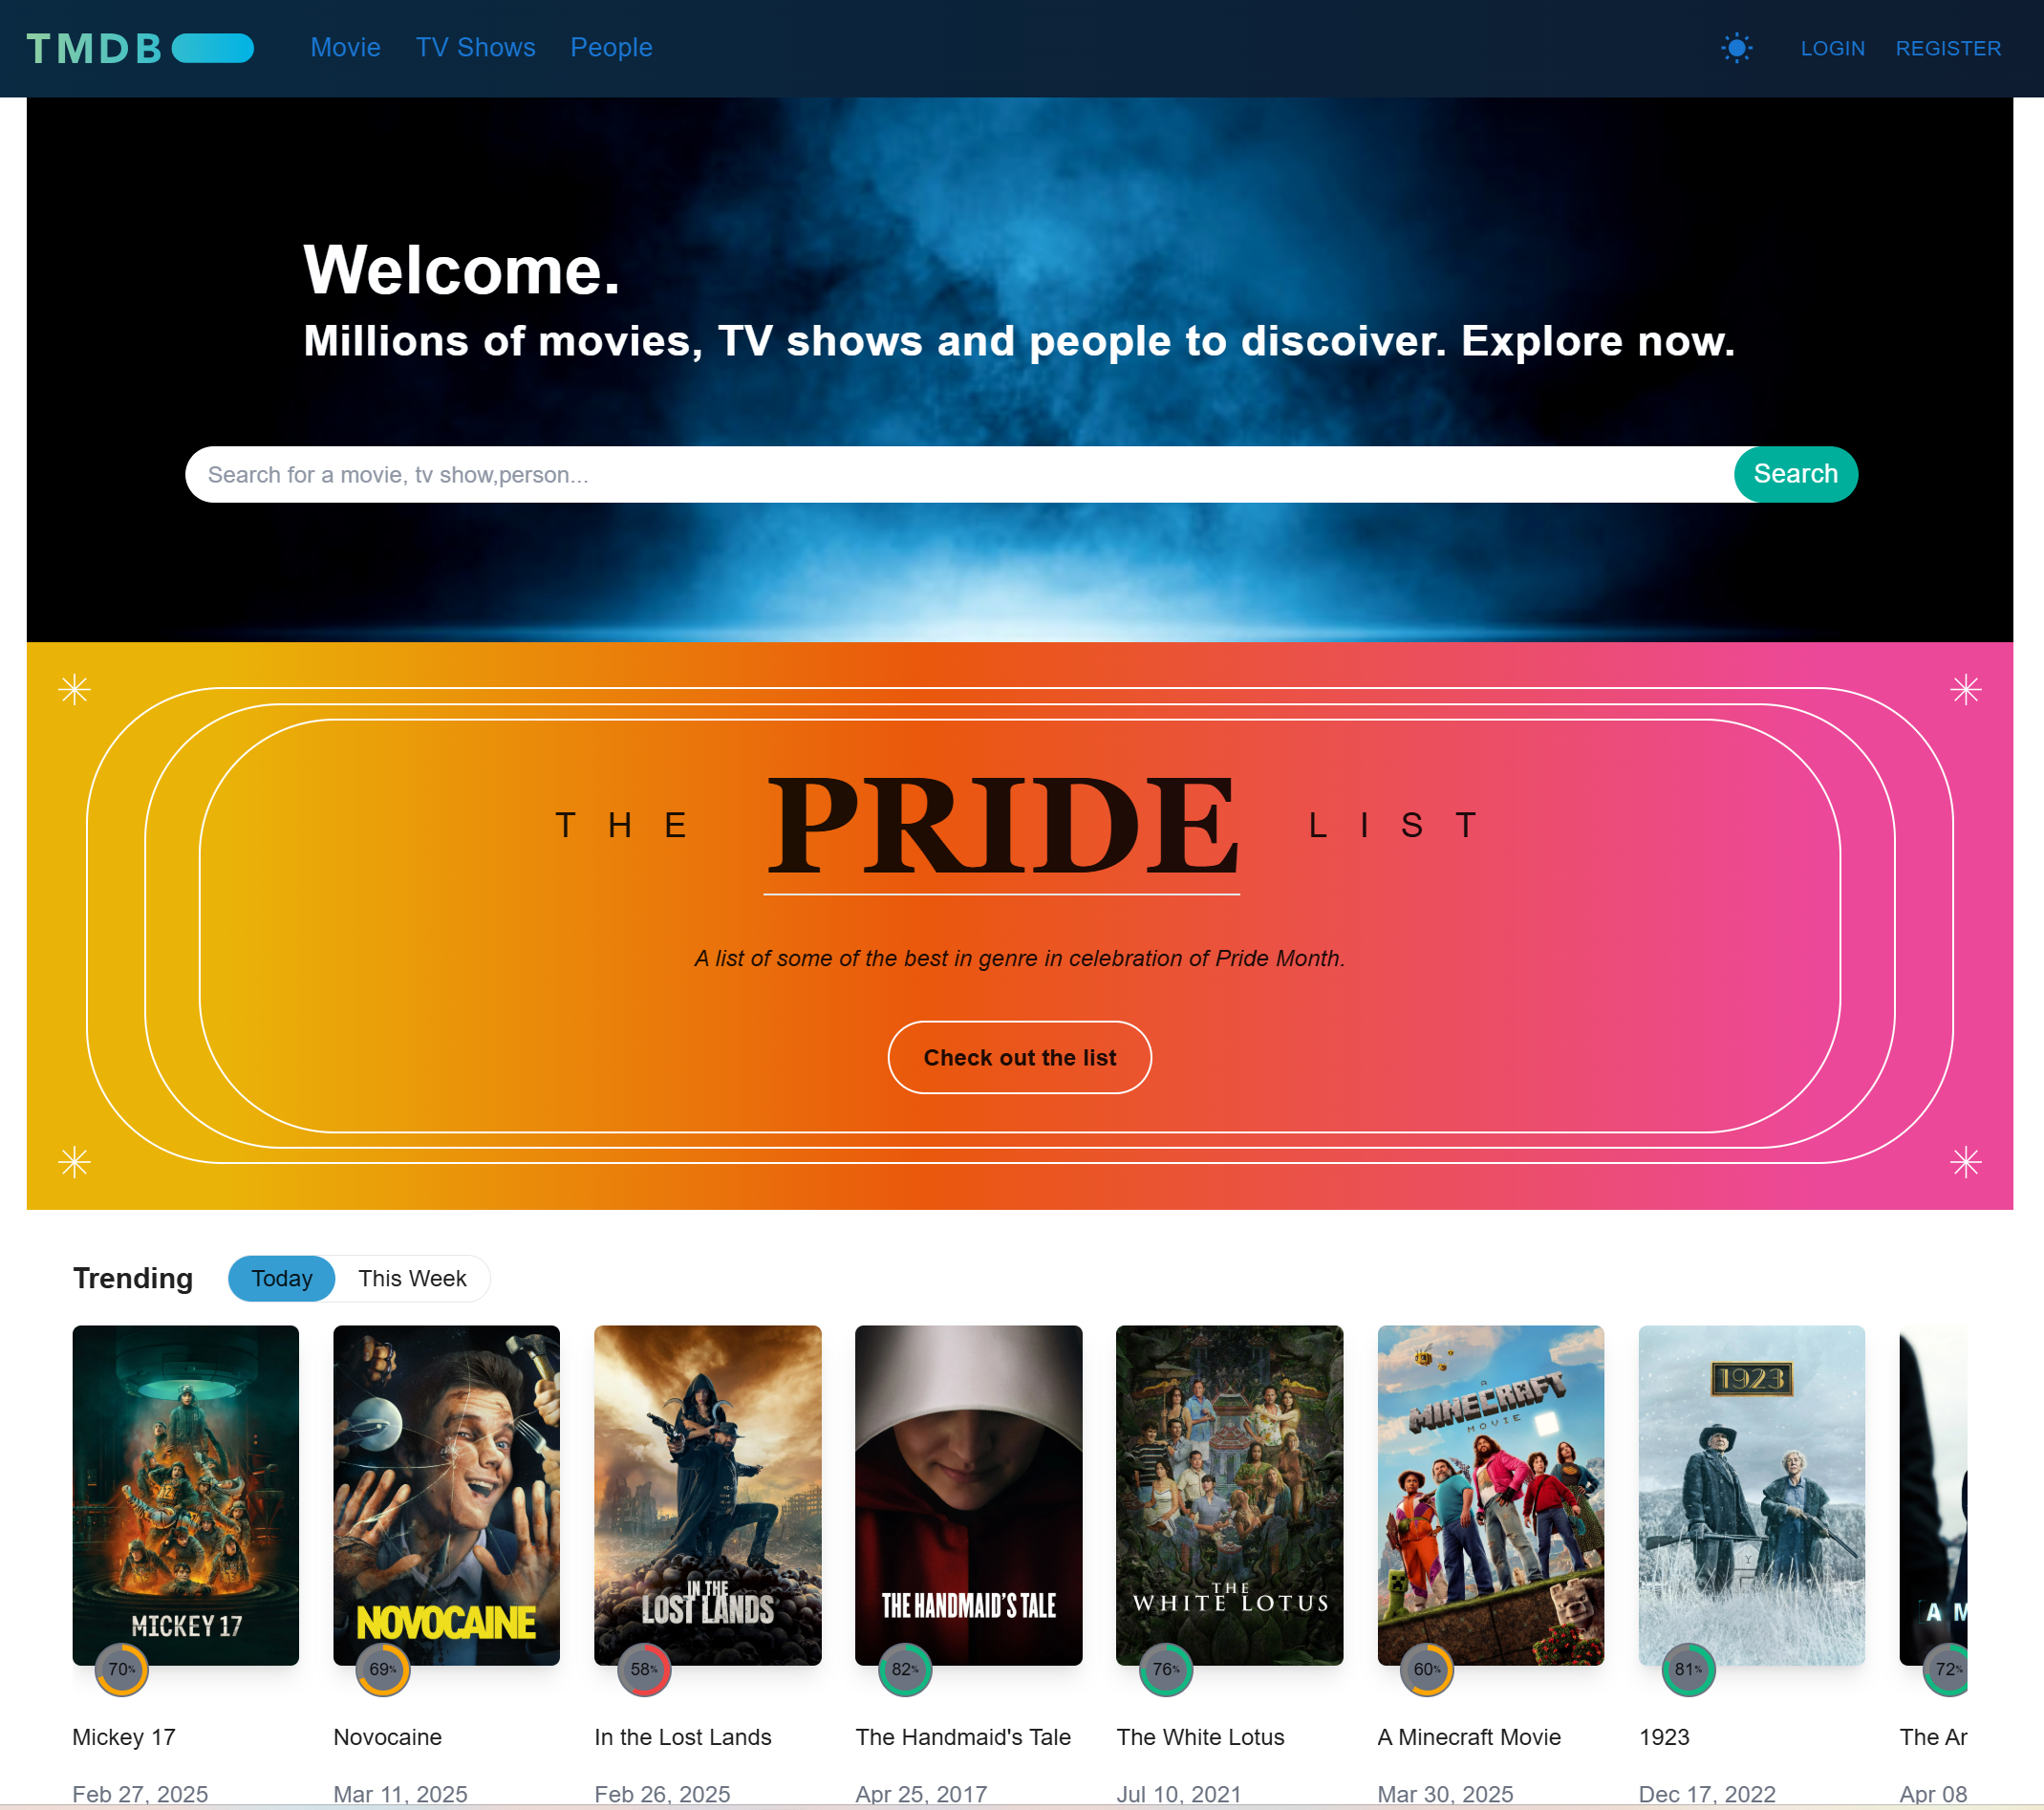 TMDB Movie TV Shows People LOGIN REGISTER
Welcome.
Millions of movies, TV shows and people to discoiver. Explore now.
Search for a movie, tv show,person... Search
THE PRIDE LIST
A list of some of the best in genre in celebration of Pride Month.
Check out the list
Trending Today This Week
MICKEY 17
NOVOCAINE
IN THE
LOST LANDS
THE HANDMAID'S TALE
THE
WHITE LOTUS
A
MINECRAFT
MOVIE
1923
A M
70% 69% 58% 82% 76% 60% 81% 72%
Mickey 17 Novocaine In the Lost Lands The Handmaid's Tale The White Lotus A Minecraft Movie 1923 The Ar
Feb 27, 2025 Mar 11, 2025 Feb 26, 2025 Apr 25, 2017 Jul 10, 2021 Mar 30, 2025 Dec 17, 2022 Apr 08